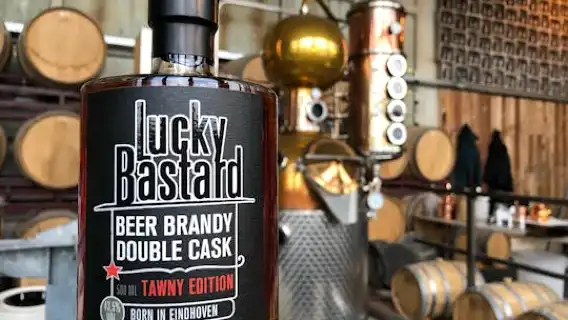 lucky
Bastard
BEER BRANDY
DOUBLE CASK
500 ML TAWNY EDITION
BORN IN EINDHOVEN